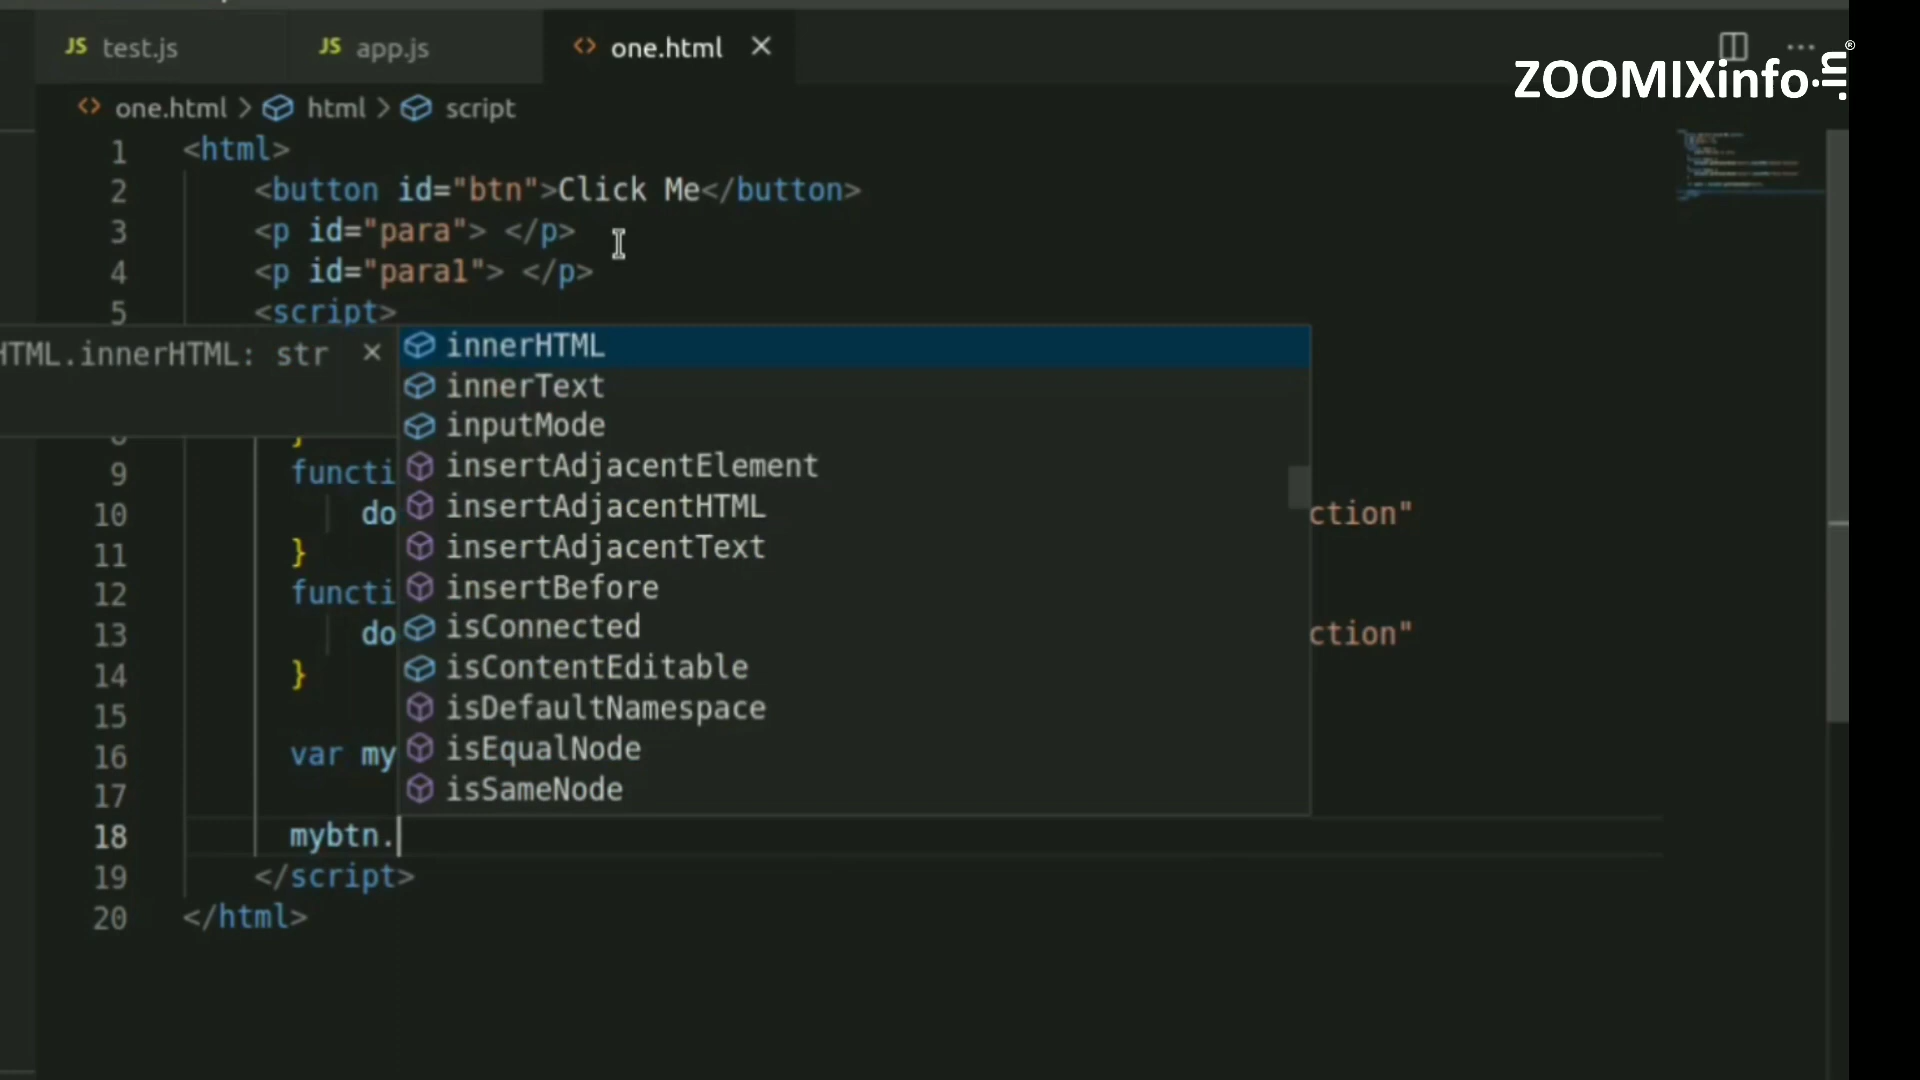 JS test.js JS app.js <> one.html ×
ZOOMIXinfo.in®
<> one.html > html > script
1 <html>
2 <button id="btn">Click Me</button>
3 <p id="para"> </p>
4 <p id="para1"> </p>
5 <script>
HTML.innerHTML: str ×
innerHTML
innerText
inputMode
insertAdjacentElement
insertAdjacentHTML
insertAdjacentText
insertBefore
isConnected
isContentEditable
isDefaultNamespace
isEqualNode
isSameNode
}
9 functi
10 do ction"
11 }
12 functi
13 do ction"
14 }
15
16 var my
17
18 mybtn.
19 </script>
20 </html>